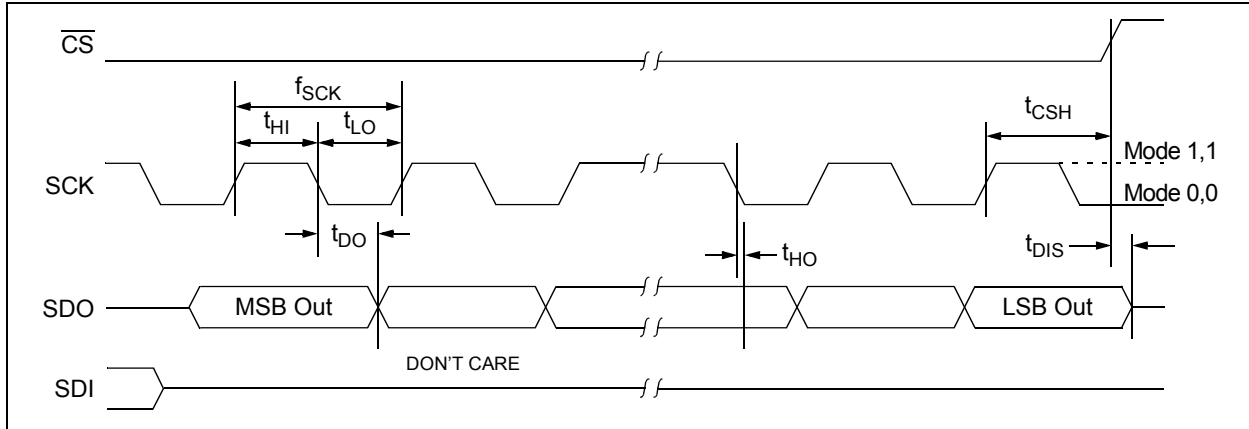 CS
fSCK
tHI tLO
tCSH
SCK
Mode 1,1
Mode 0,0
tDO
tHO
tDIS
SDO
MSB Out
LSB Out
DON'T CARE
SDI